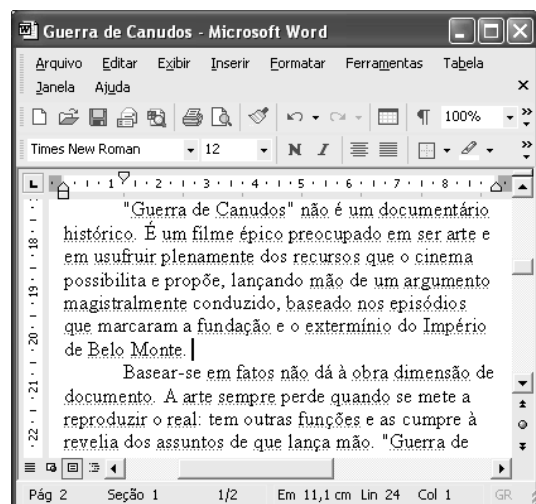 Guerra de Canudos - Microsoft Word
Arquivo Editar Exibir Inserir Formatar Ferramentas Tabela
Janela Ajuda
100%
Times New Roman 12 N I
1 2 3 4 5 6 7 8
"Guerra de Canudos" não é um documentário
histórico. É um filme épico preocupado em ser arte e
em usufruir plenamente dos recursos que o cinema
possibilita e propõe, lançando mão de um argumento
magistralmente conduzido, baseado nos episódios
que marcaram a fundação e o extermínio do Império
de Belo Monte.
Basear-se em fatos não dá à obra dimensão de
documento. A arte sempre perde quando se mete a
reproduzir o real: tem outras funções e as cumpre à
revelia dos assuntos de que lança mão. "Guerra de
18
19
20
21
22
Pág 2 Seção 1 1/2 Em 11,1 cm Lin 24 Col 1 GR